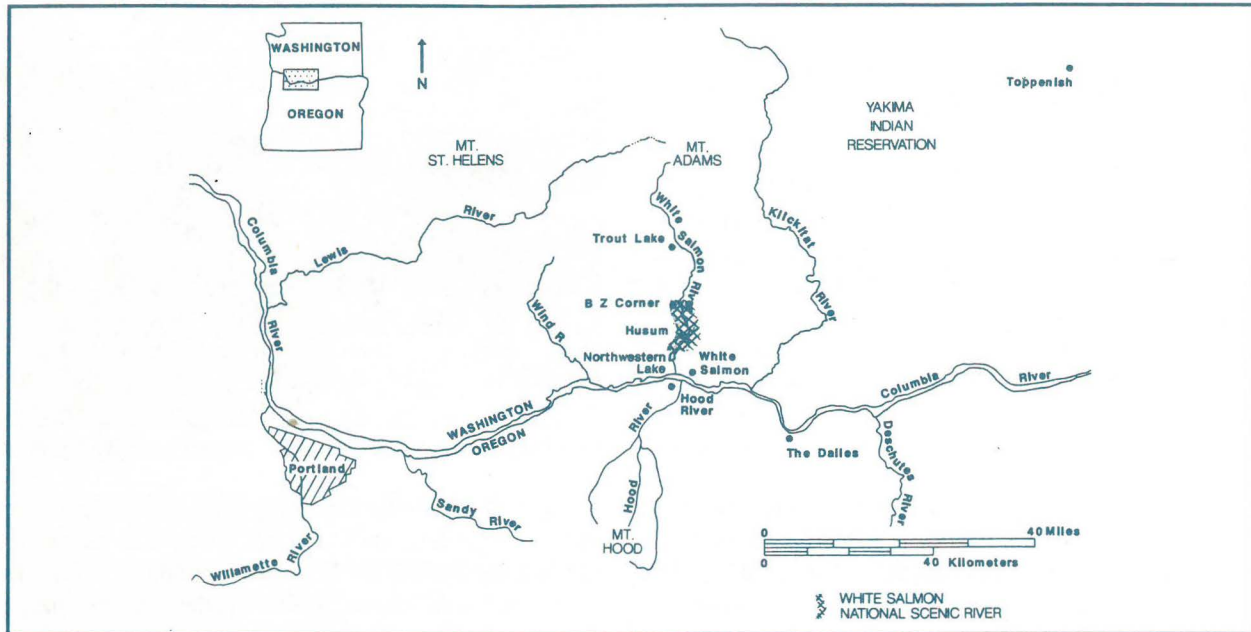 WASHINGTON
OREGON
N
Toppenish
YAKIMA
INDIAN
RESERVATION
MT.
ST. HELENS
MT.
ADAMS
Columbia
River
Lewis
River
White
Salmon
River
Trout Lake
Klickitat
River
B Z Corner
Husum
Wind R
Northwestern
Lake
White
Salmon
Hood
River
WASHINGTON
OREGON
Columbia
River
The Dalles
Deschutes
River
River
Hood
MT.
HOOD
Portland
Sandy River
Willamette River
0 40 Miles
0 40 Kilometers
WHITE SALMON
NATIONAL SCENIC RIVER